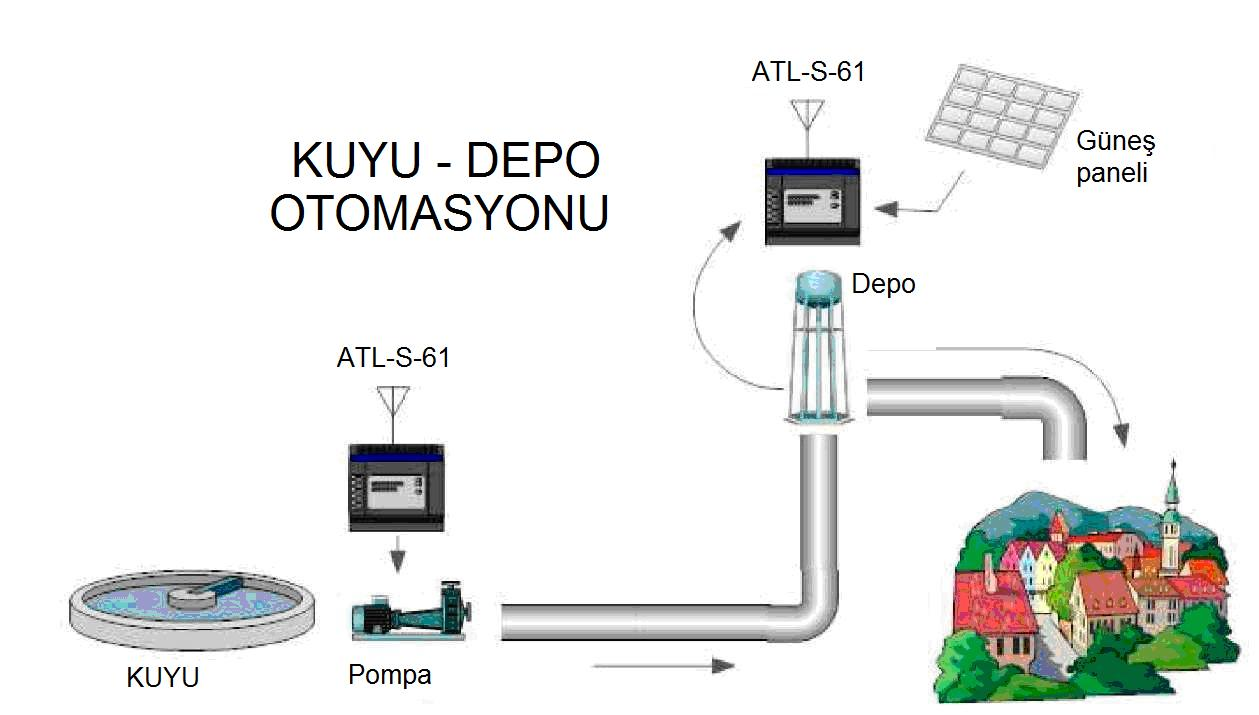 ATL-S-61
Güneş
paneli
KUYU - DEPO
OTOMASYONU
Depo
ATL-S-61
KUYU
Pompa